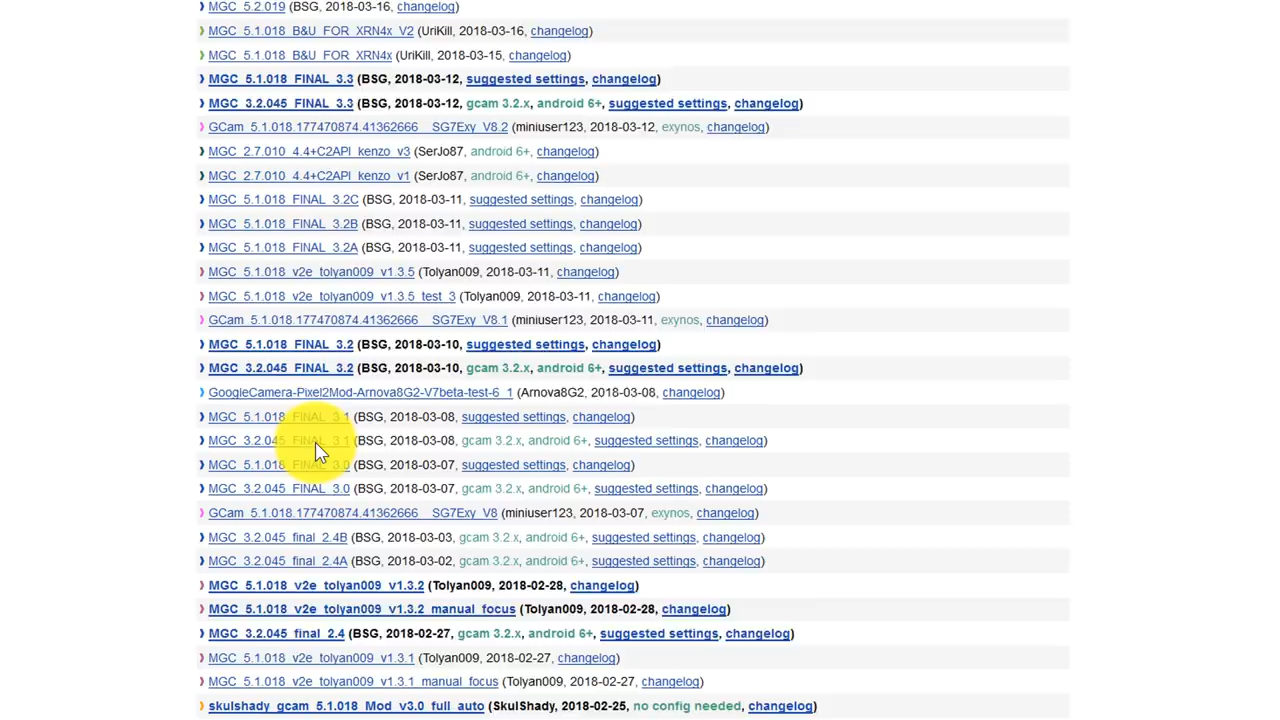 MGC_5.2.019 (BSG, 2018-03-16, changelog)
MGC_5.1.018_B&U_FOR_XRN4x_V2 (UriKill, 2018-03-16, changelog)
MGC_5.1.018_B&U_FOR_XRN4x (UriKill, 2018-03-15, changelog)
MGC_5.1.018_FINAL_3.3 (BSG, 2018-03-12, suggested settings, changelog)
MGC_3.2.045_FINAL_3.3 (BSG, 2018-03-12, gcam 3.2.x, android 6+, suggested settings, changelog)
GCam_5.1.018.177470874.41362666__SG7Exy_V8.2 (miniuser123, 2018-03-12, exynos, changelog)
MGC_2.7.010_4.4+C2API_kenzo_v3 (SerJo87, android 6+, changelog)
MGC_2.7.010_4.4+C2API_kenzo_v1 (SerJo87, android 6+, changelog)
MGC_5.1.018_FINAL_3.2C (BSG, 2018-03-11, suggested settings, changelog)
MGC_5.1.018_FINAL_3.2B (BSG, 2018-03-11, suggested settings, changelog)
MGC_5.1.018_FINAL_3.2A (BSG, 2018-03-11, suggested settings, changelog)
MGC_5.1.018_v2e_tolyan009_v1.3.5 (Tolyan009, 2018-03-11, changelog)
MGC_5.1.018_v2e_tolyan009_v1.3.5_test_3 (Tolyan009, 2018-03-11, changelog)
GCam_5.1.018.177470874.41362666__SG7Exy_V8.1 (miniuser123, 2018-03-11, exynos, changelog)
MGC_5.1.018_FINAL_3.2 (BSG, 2018-03-10, suggested settings, changelog)
MGC_3.2.045_FINAL_3.2 (BSG, 2018-03-10, gcam 3.2.x, android 6+, suggested settings, changelog)
GoogleCamera-Pixel2Mod-Arnova8G2-V7beta-test-6_1 (Arnova8G2, 2018-03-08, changelog)
MGC_5.1.018_FINAL_3.1 (BSG, 2018-03-08, suggested settings, changelog)
MGC_3.2.045_FINAL_3.1 (BSG, 2018-03-08, gcam 3.2.x, android 6+, suggested settings, changelog)
MGC_5.1.018_FINAL_3.0 (BSG, 2018-03-07, suggested settings, changelog)
MGC_3.2.045_FINAL_3.0 (BSG, 2018-03-07, gcam 3.2.x, android 6+, suggested settings, changelog)
GCam_5.1.018.177470874.41362666__SG7Exy_V8 (miniuser123, 2018-03-07, exynos, changelog)
MGC_3.2.045_final_2.4B (BSG, 2018-03-03, gcam 3.2.x, android 6+, suggested settings, changelog)
MGC_3.2.045_final_2.4A (BSG, 2018-03-02, gcam 3.2.x, android 6+, suggested settings, changelog)
MGC_5.1.018_v2e_tolyan009_v1.3.2 (Tolyan009, 2018-02-28, changelog)
MGC_5.1.018_v2e_tolyan009_v1.3.2_manual_focus (Tolyan009, 2018-02-28, changelog)
MGC_3.2.045_final_2.4 (BSG, 2018-02-27, gcam 3.2.x, android 6+, suggested settings, changelog)
MGC_5.1.018_v2e_tolyan009_v1.3.1 (Tolyan009, 2018-02-27, changelog)
MGC_5.1.018_v2e_tolyan009_v1.3.1_manual_focus (Tolyan009, 2018-02-27, changelog)
skulshady_gcam_5.1.018_Mod_v3.0_full_auto (SkulShady, 2018-02-25, no config needed, changelog)